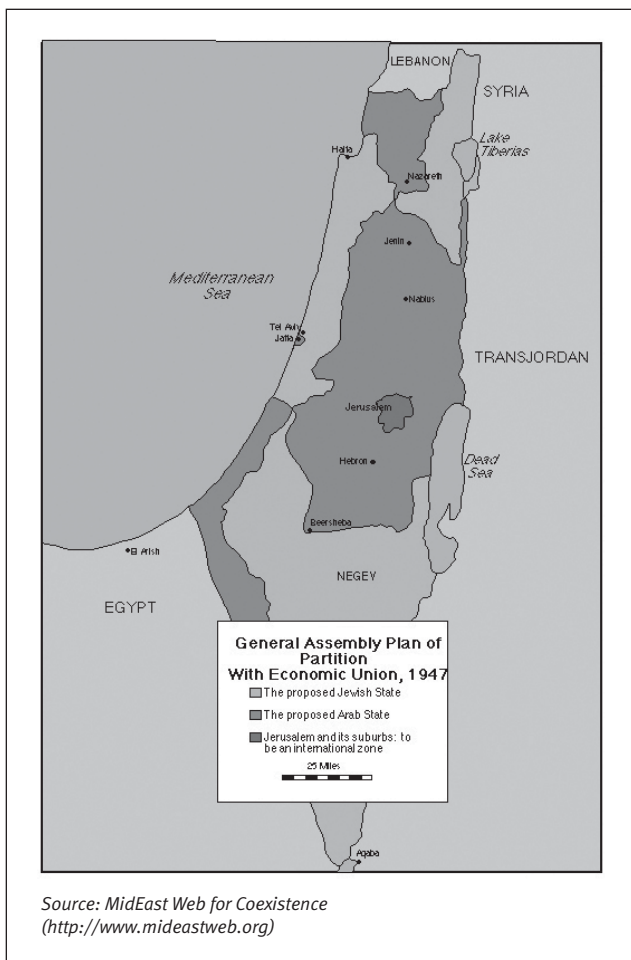 LEBANON
SYRIA
Lake
Tiberias
Haifa
Nazareth
Jenin
Mediterranean
Sea
Nablus
Tel Aviv
Jaffa
TRANSJORDAN
Jerusalem
Hebron
Dead
Sea
Beersheba
El Arish
NEGEV
EGYPT
General Assembly Plan of
Partition
With Economic Union, 1947
The proposed Jewish State
The proposed Arab State
Jerusalem and its suburbs: to
be an international zone
25 Miles
Aqaba
Source: MidEast Web for Coexistence
(http://www.mideastweb.org)